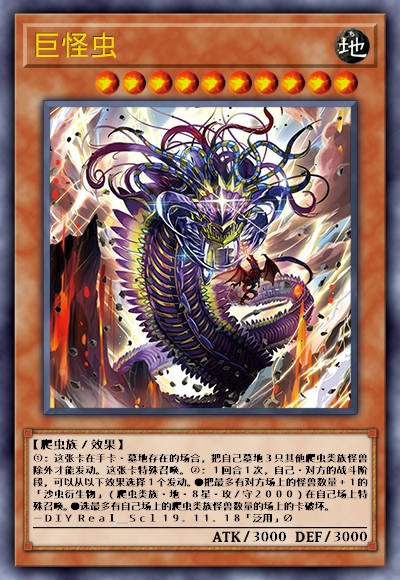 巨怪虫
地
【爬虫族/效果】
①：这张卡在手卡·墓地存在的场合，把自己墓地3只其他爬虫类族怪兽
除外才能发动。这张卡特殊召唤。②：1回合1次，自己·对方的战斗阶
段，可以从以下效果选择1个发动。●把最多有对方场上的怪兽数量+1的
「沙虫衍生物」（爬虫类族·地·8星·攻/守2000）在自己场上特
殊召唤。●选最多有自己场上的爬虫类族怪兽数量的场上的卡破坏。
－DIYReal＿Scl19.11.18「泛用」∅
ATK/3000 DEF/3000